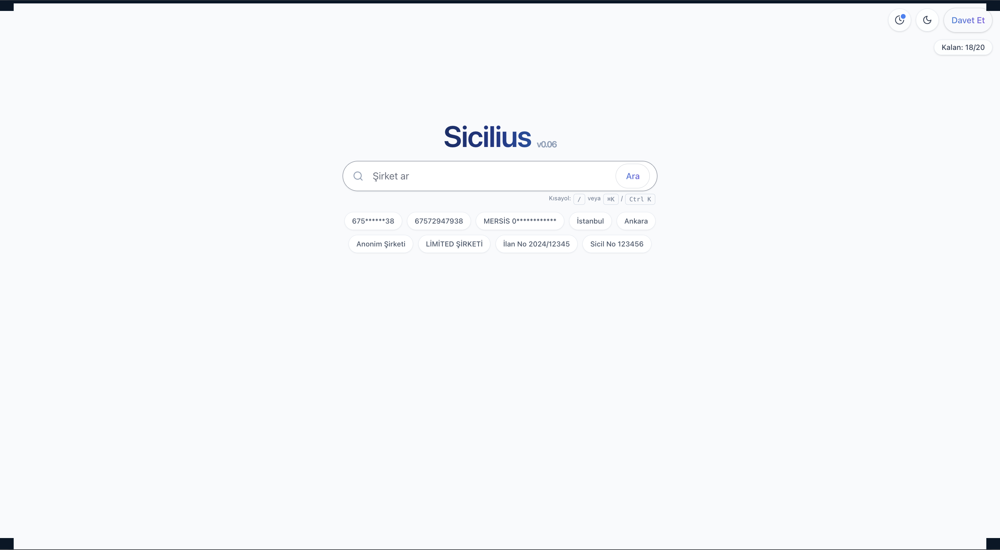 Davet Et
Kalan: 18/20
Sicilius v0.06
Şirket ar Ara
Kısayol: / veya ⌘K / Ctrl K
675******38 67572947938 MERSİS 0************ İstanbul Ankara
Anonim Şirketi LİMİTED ŞİRKETİ İlan No 2024/12345 Sicil No 123456